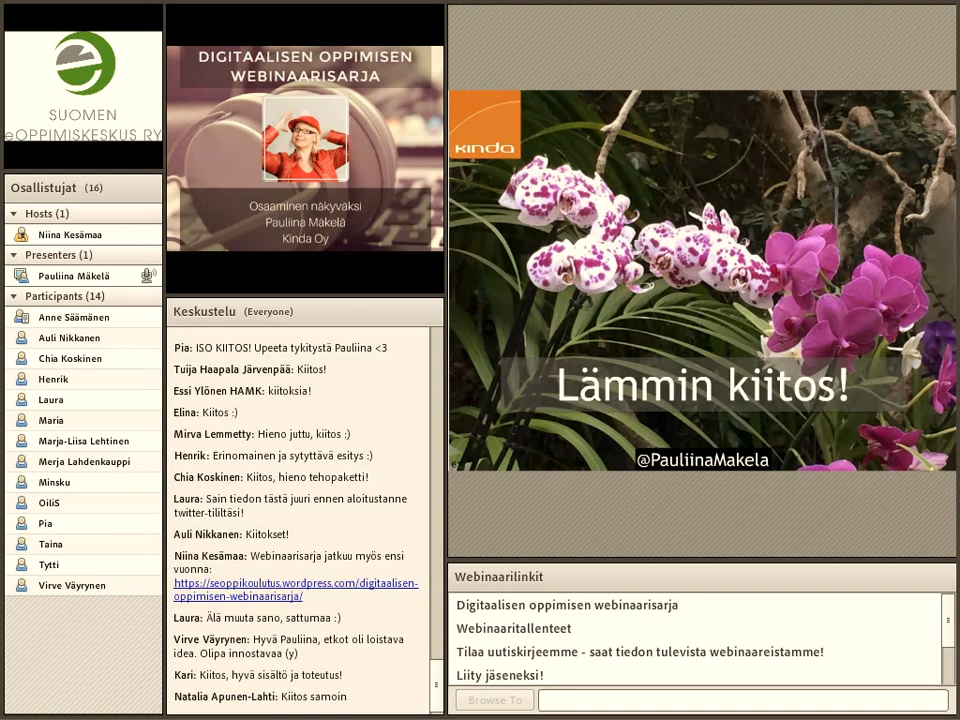 SUOMEN
eOPPIMISKESKUS RY
Osallistujat (16)
Hosts (1)
Niina Kesämaa
Presenters (1)
Pauliina Mäkelä
Participants (14)
Anne Säämänen
Auli Nikkanen
Chia Koskinen
Henrik
Laura
Maria
Marja-Liisa Lehtinen
Merja Lahdenkauppi
Minsku
OiliS
Pia
Taina
Tytti
Virve Väyrynen
DIGITAALISEN OPPIMISEN
WEBINAARISARJA
Osaaminen näkyväksi
Pauliina Mäkelä
Kinda Oy
Keskustelu (Everyone)
Pia: ISO KIITOS! Upeeta tykitystä Pauliina <3
Tuija Haapala Järvenpää: Kiitos!
Essi Ylönen HAMK: kiitoksia!
Elina: Kiitos :)
Mirva Lemmetty: Hieno juttu, kiitos :)
Henrik: Erinomainen ja sytyttävä esitys :)
Chia Koskinen: Kiitos, hieno tehopaketti!
Laura: Sain tiedon tästä juuri ennen aloitustanne
twitter-tililtäsi!
Auli Nikkanen: Kiitokset!
Niina Kesämaa: Webinaarisarja jatkuu myös ensi
vuonna:
https://seoppikoulutus.wordpress.com/digitaalisen-
oppimisen-webinaarisarja/
Laura: Älä muuta sano, sattumaa :)
Virve Väyrynen: Hyvä Pauliina, etkot oli loistava
idea. Olipa innostavaa (y)
Kari: Kiitos, hyvä sisältö ja toteutus!
Natalia Apunen-Lahti: Kiitos samoin
kinda
Lämmin kiitos!
@PauliinaMakela
Webinaarilinkit
Digitaalisen oppimisen webinaarisarja
Webinaaritallenteet
Tilaa uutiskirjeemme - saat tiedon tulevista webinaareistamme!
Liity jäseneksi!
Browse To